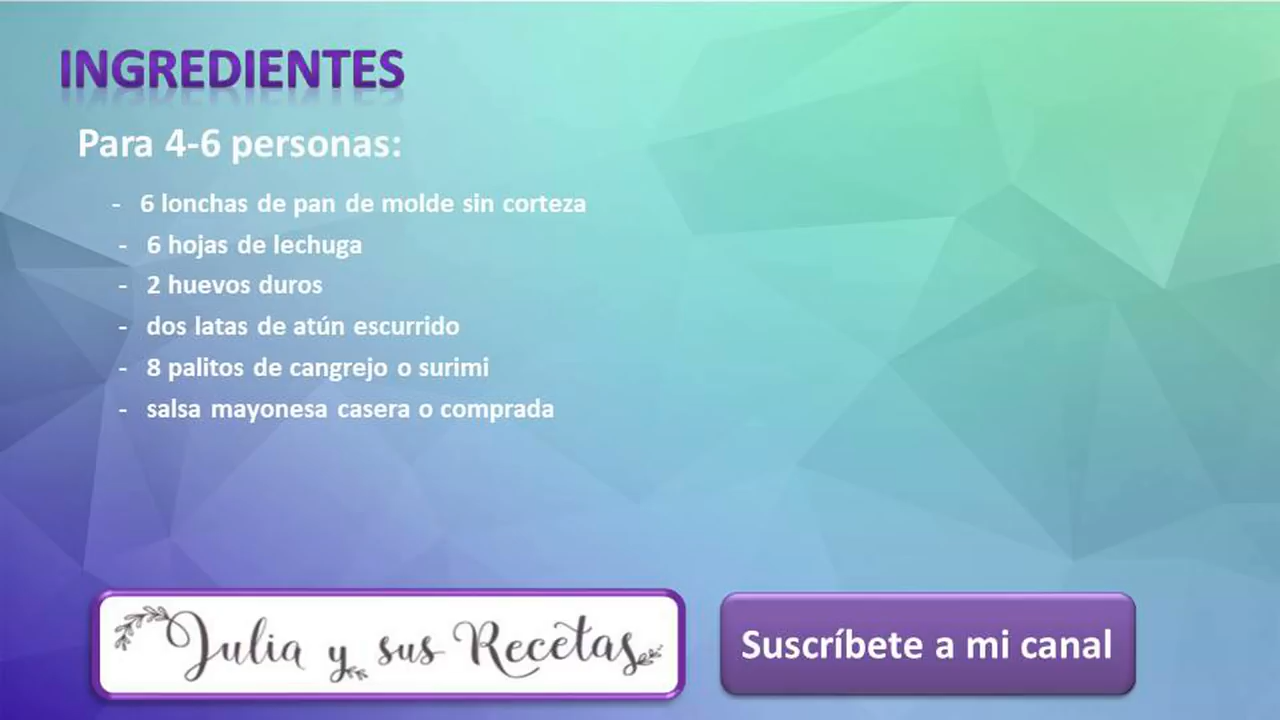 INGREDIENTES
Para 4-6 personas:
- 6 lonchas de pan de molde sin corteza
- 6 hojas de lechuga
- 2 huevos duros
- dos latas de atún escurrido
- 8 palitos de cangrejo o surimi
- salsa mayonesa casera o comprada
Julia y sus Recetas
Suscríbete a mi canal